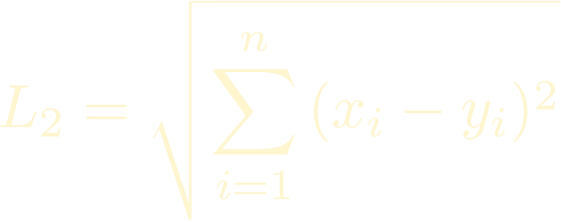 L_2 = \sqrt{\sum_{i=1}^{n} (x_i - y_i)^2}